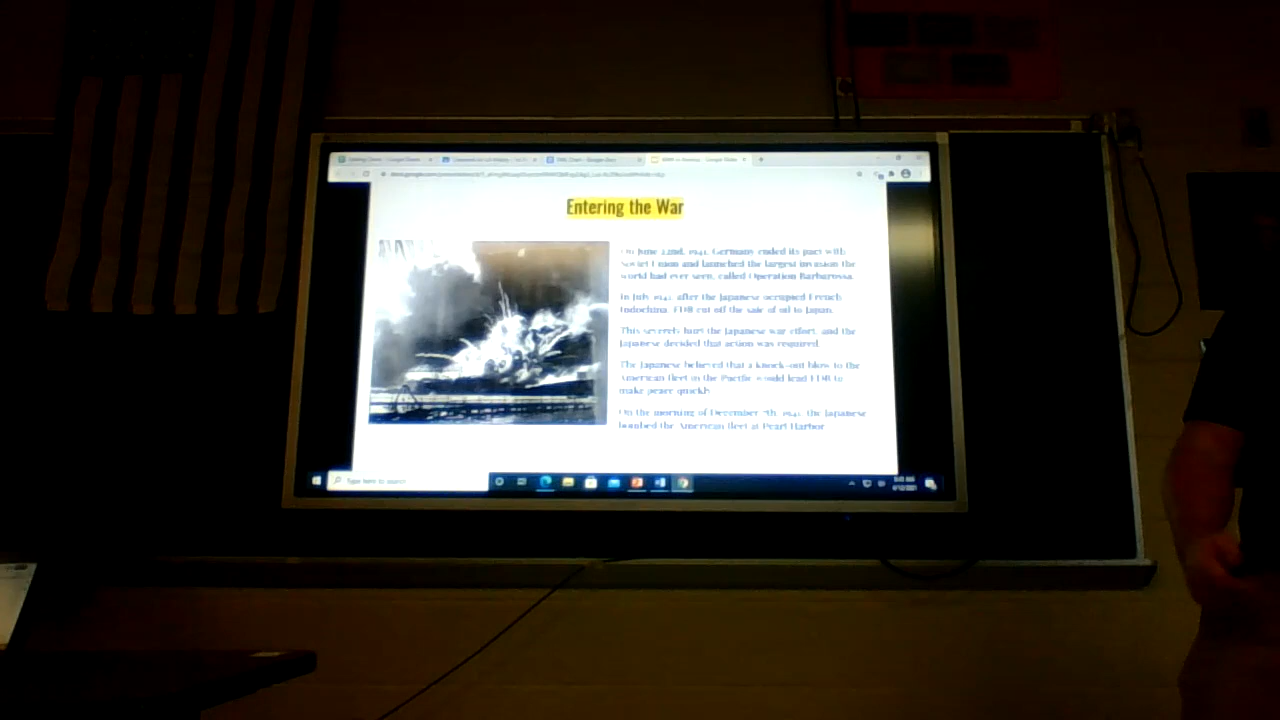 Entering the War
On June 22nd, 1941, Germany ended its pact with
Soviet Union and launched the largest invasion the
world had ever seen, called Operation Barbarossa.
In July 1941, after the Japanese occupied French
Indochina, FDR cut off the sale of oil to Japan.
This severely hurt the Japanese war effort, and the
Japanese decided that action was required.
The Japanese believed that a knock-out blow to the
American fleet in the Pacific would lead FDR to
make peace quickly
On the morning of December 7th, 1941, the Japanese
bombed the American fleet at Pearl Harbor
Type here to search